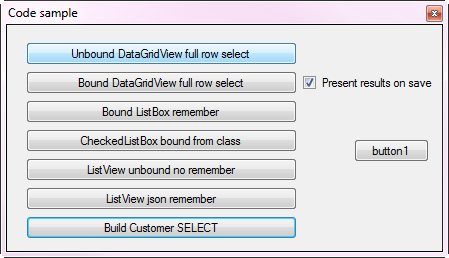 Code sample
Unbound DataGridView full row select
Bound DataGridView full row select
Present results on save
Bound ListBox remember
CheckedListBox bound from class
button1
ListView unbound no remember
ListView json remember
Build Customer SELECT